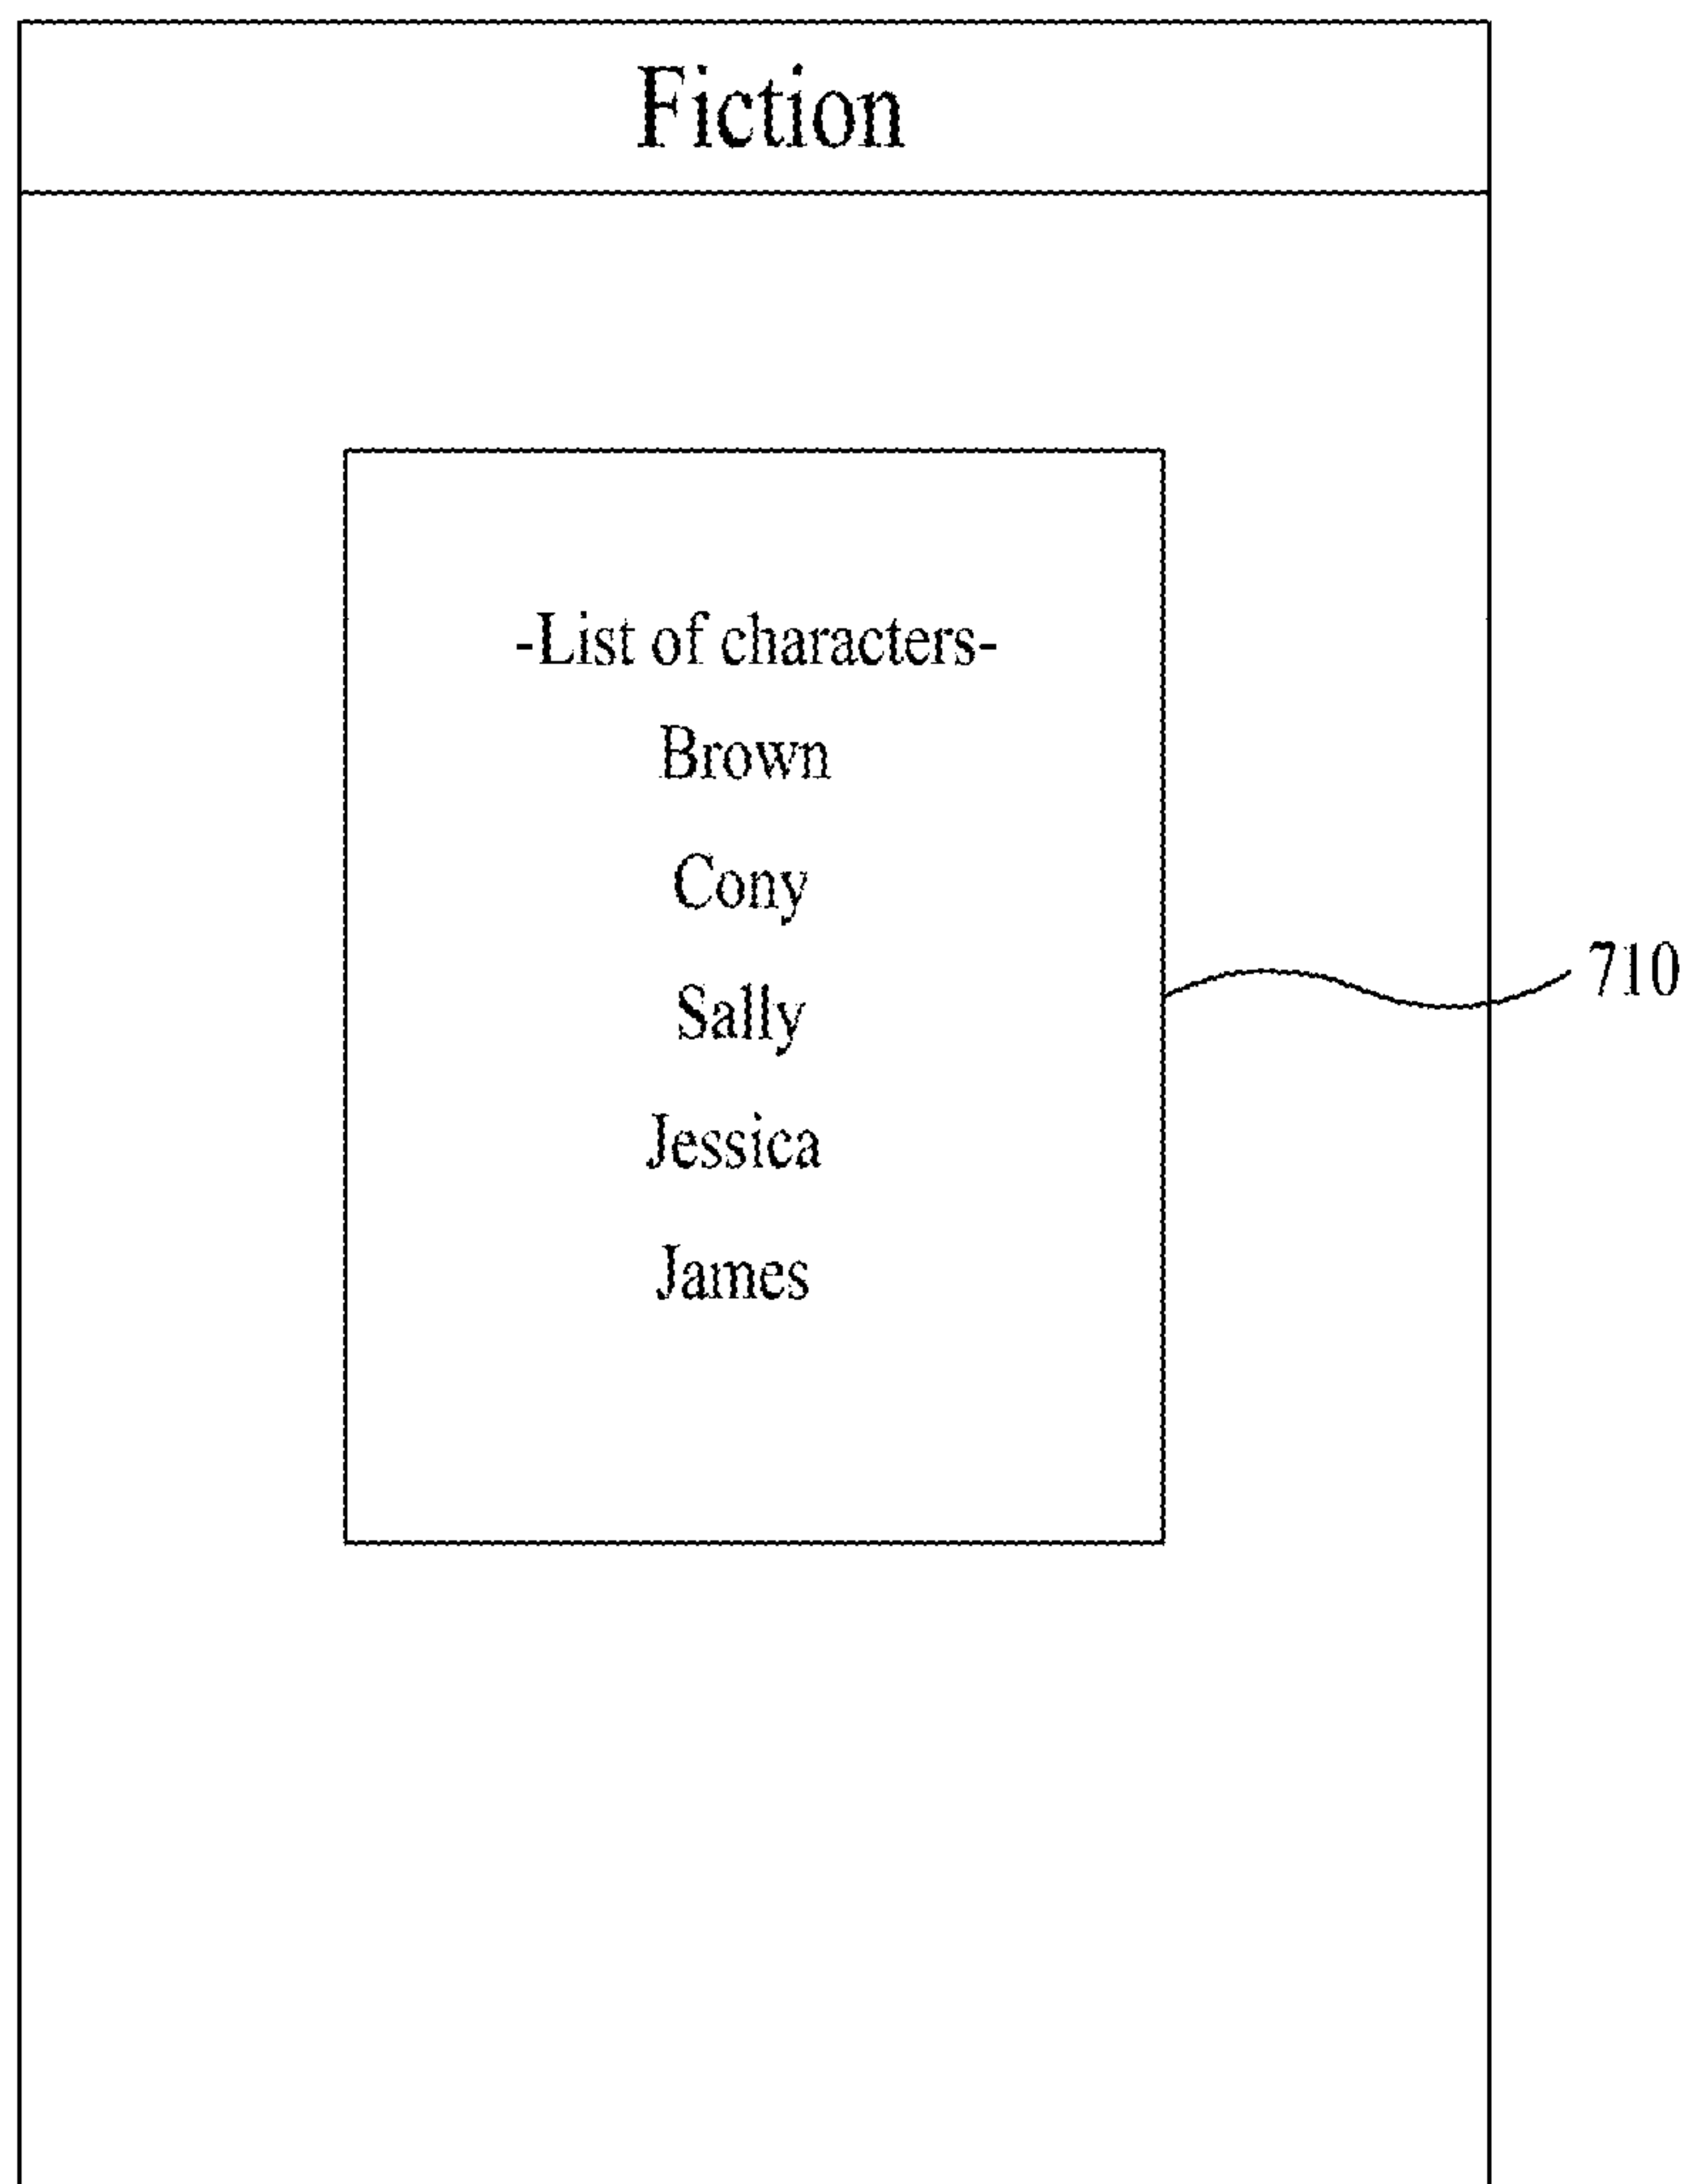 Fiction
-List of characters-
Brown
Cony
Sally
710
Jessica
James